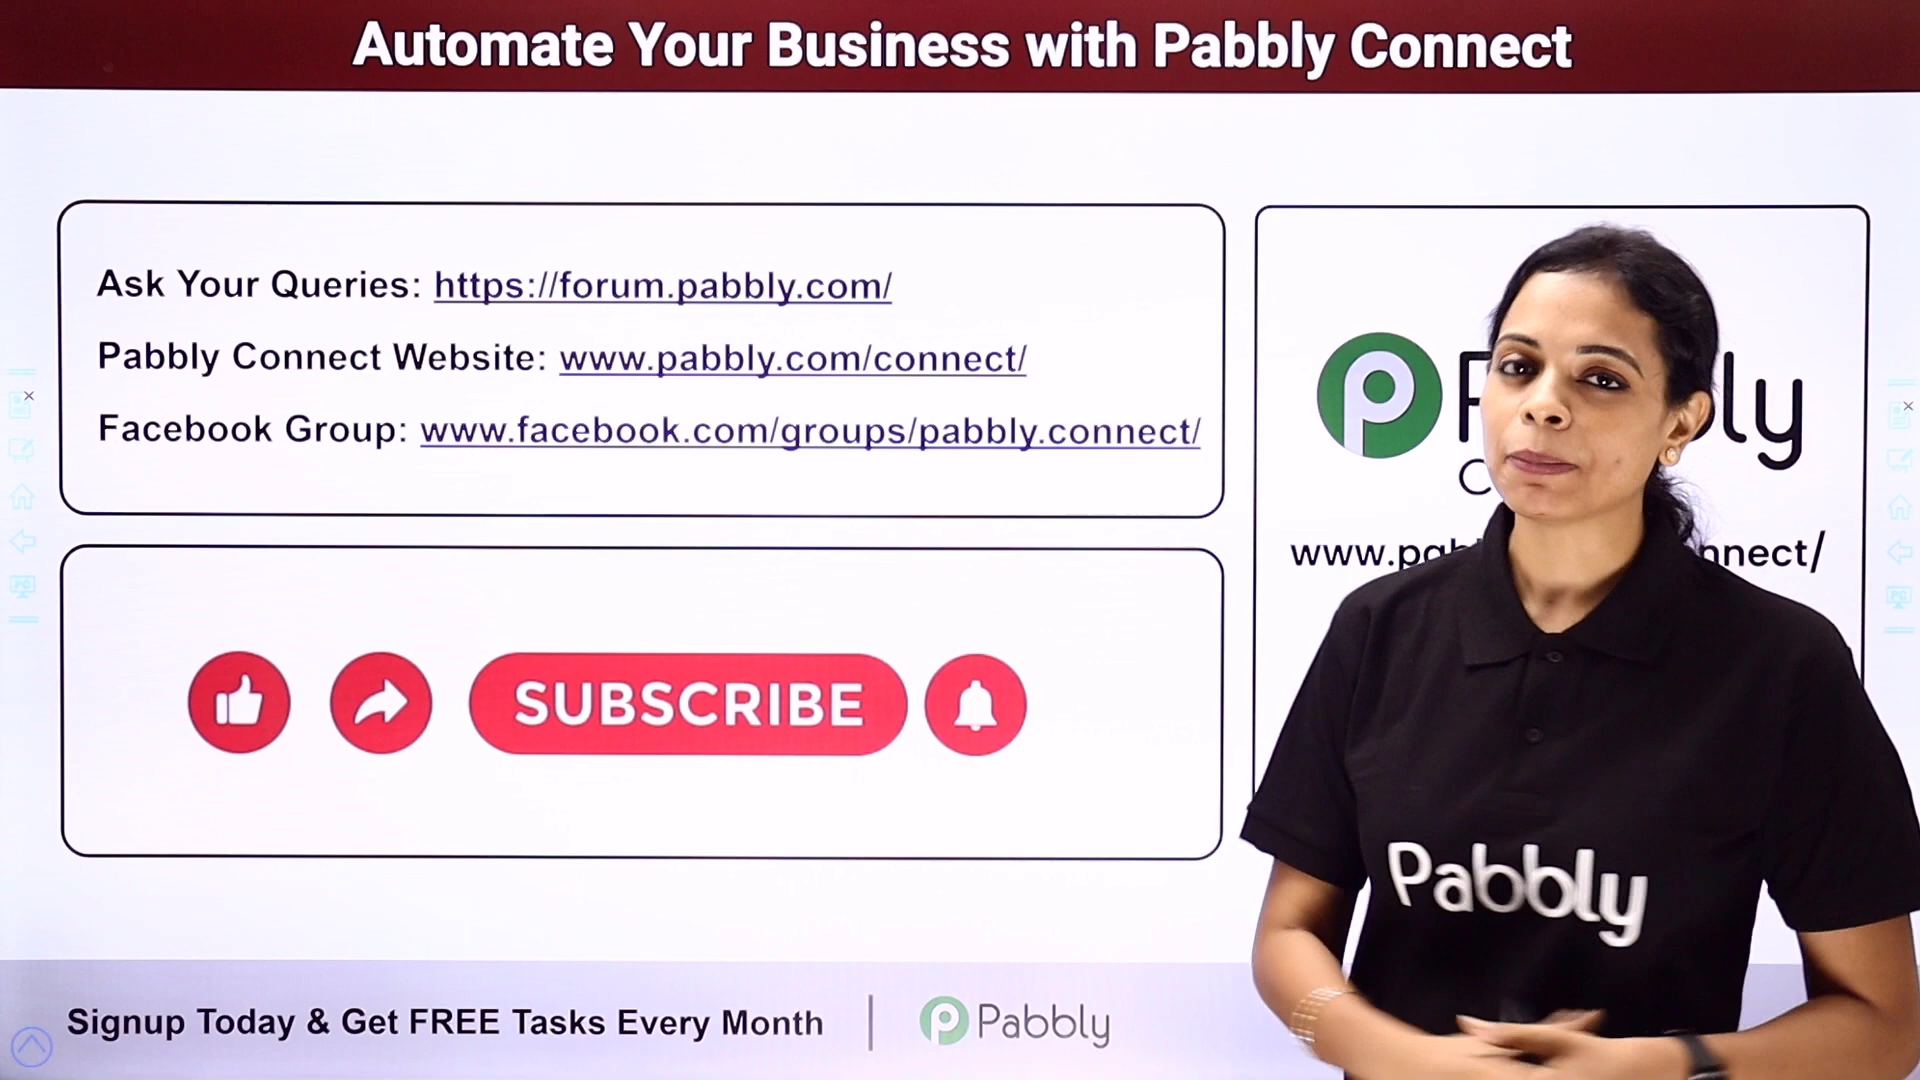 Automate Your Business with Pabbly Connect
Ask Your Queries: https://forum.pabbly.com/
Pabbly Connect Website: www.pabbly.com/connect/
Facebook Group: www.facebook.com/groups/pabbly.connect/
SUBSCRIBE
Pabbly
Signup Today & Get FREE Tasks Every Month
Pabbly